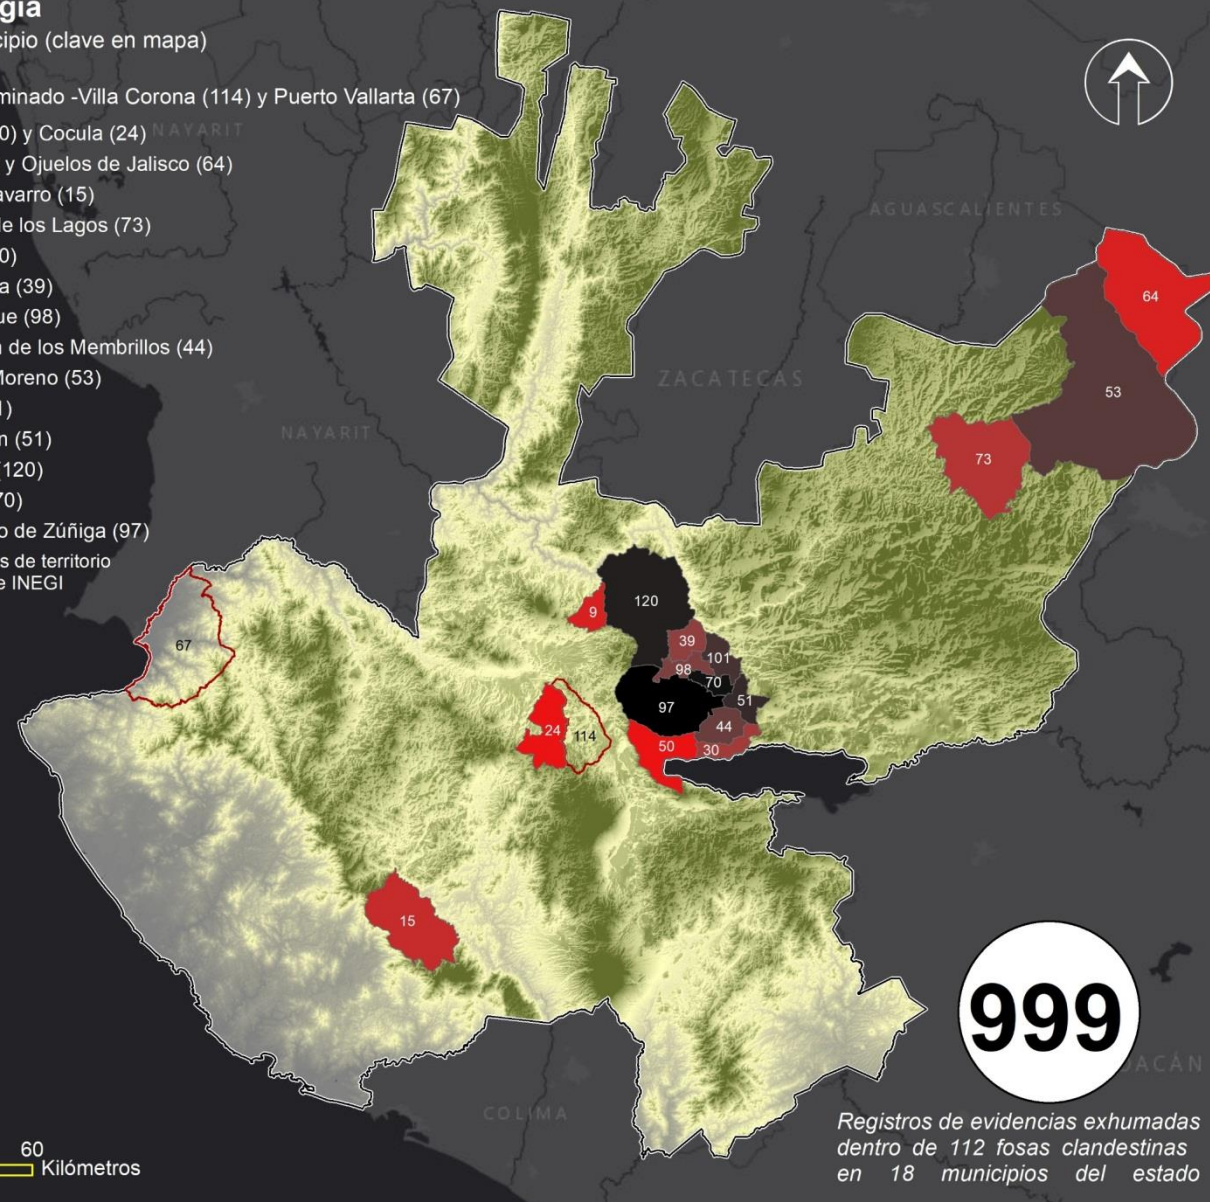 gía
cipio (clave en mapa)
minado -Villa Corona (114) y Puerto Vallarta (67)
0) y Cocula (24)
y Ojuelos de Jalisco (64)
avarro (15)
de los Lagos (73)
0)
a (39)
ue (98)
n de los Membrillos (44)
Moreno (53)
1)
n (51)
(120)
70)
o de Zúñiga (97)
s de territorio
e INEGI
NAYARIT
AGUASCALIENTES
64
ZACATECAS
53
NAYARIT
73
120
9
67
39
101
98
70
51
97
44
24
114
50
30
15
999
OACÁN
COLIMA
Registros de evidencias exhumadas
dentro de 112 fosas clandestinas
en 18 municipios del estado
60
Kilómetros